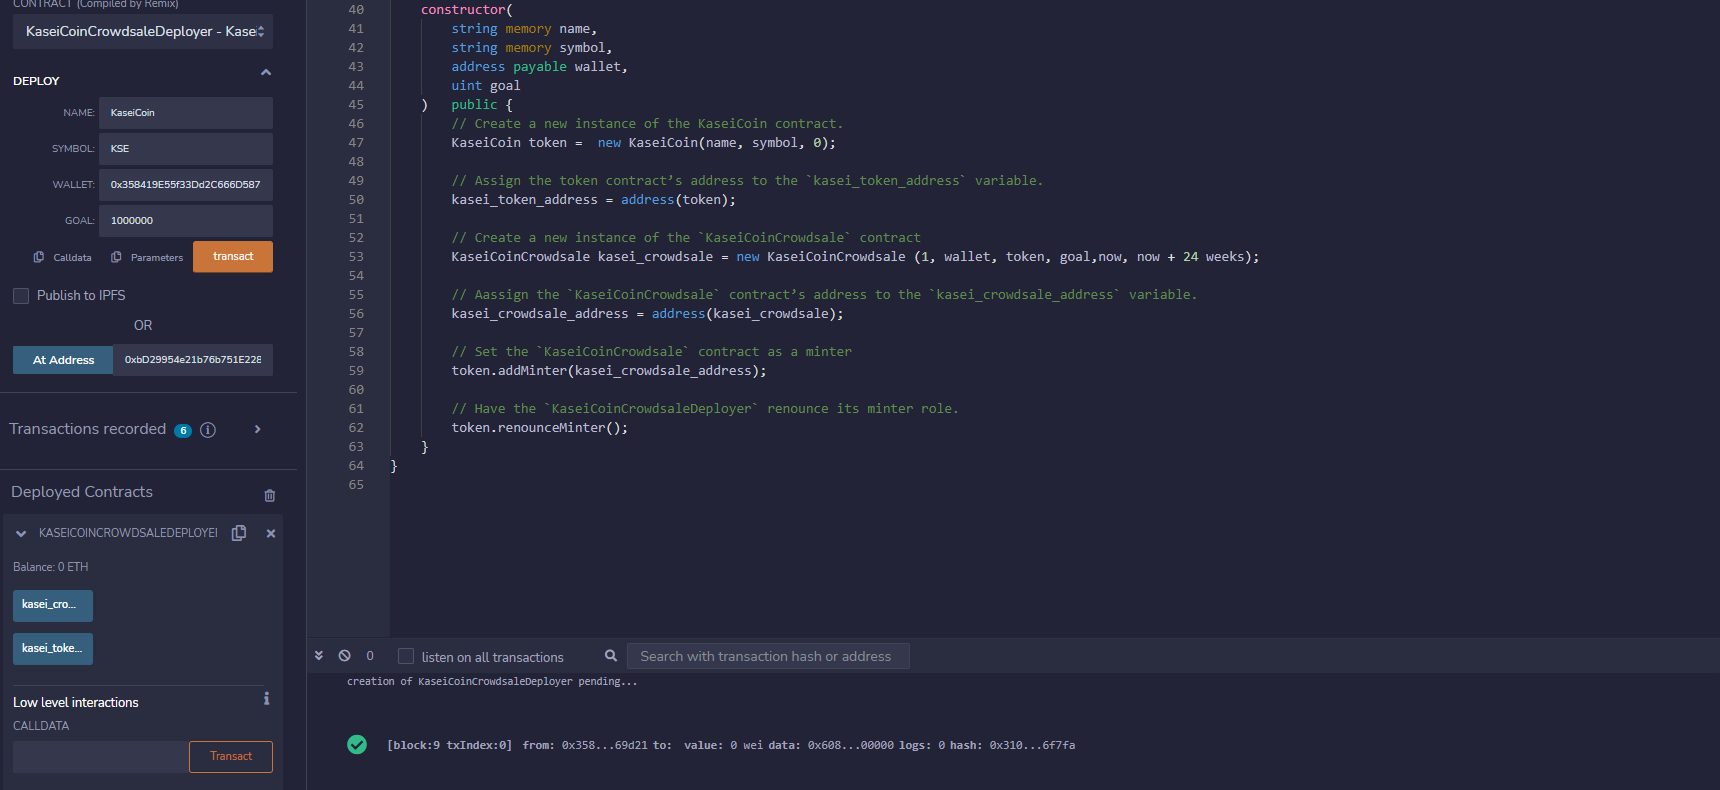 CONTRACT (Compiled by Remix)
KaseiCoinCrowdsaleDeployer - Kasei
DEPLOY
NAME: KaseiCoin
SYMBOL: KSE
WALLET: 0x358419E55f33Dd2C666D587
GOAL: 1000000
Calldata Parameters transact
Publish to IPFS
OR
At Address 0xbD29954e21b76b751E228
Transactions recorded 6 i
Deployed Contracts
KASEICOINCROWDSALEDEPLOYEI
Balance: 0 ETH
kasei_cro...
kasei_toke...
Low level interactions i
CALLDATA
Transact
40 constructor(
41 string memory name,
42 string memory symbol,
43 address payable wallet,
44 uint goal
45 ) public {
46 // Create a new instance of the KaseiCoin contract.
47 KaseiCoin token =  new KaseiCoin(name, symbol, 0);
48
49 // Assign the token contract’s address to the `kasei_token_address` variable.
50 kasei_token_address = address(token);
51
52 // Create a new instance of the `KaseiCoinCrowdsale` contract
53 KaseiCoinCrowdsale kasei_crowdsale = new KaseiCoinCrowdsale (1, wallet, token, goal,now, now + 24 weeks);
54
55 // Aassign the `KaseiCoinCrowdsale` contract’s address to the `kasei_crowdsale_address` variable.
56 kasei_crowdsale_address = address(kasei_crowdsale);
57
58 // Set the `KaseiCoinCrowdsale` contract as a minter
59 token.addMinter(kasei_crowdsale_address);
60
61 // Have the `KaseiCoinCrowdsaleDeployer` renounce its minter role.
62 token.renounceMinter();
63 }
64 }
65
0 listen on all transactions Search with transaction hash or address
creation of KaseiCoinCrowdsaleDeployer pending...
[block:9 txIndex:0] from: 0x358...69d21 to: value: 0 wei data: 0x608...00000 logs: 0 hash: 0x310...6f7fa